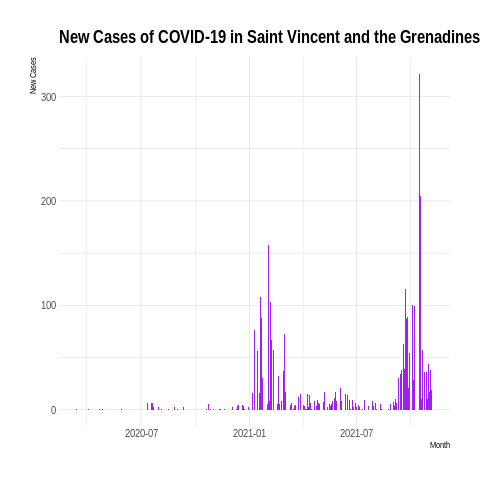 New Cases of COVID-19 in Saint Vincent and the Grenadines
New Cases
300
200
100
0
2020-07
2021-01
2021-07
Month